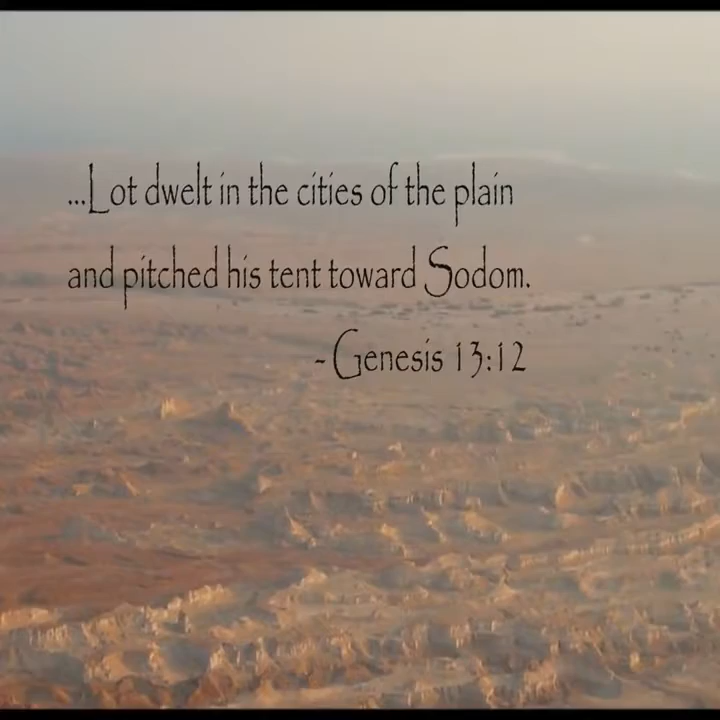 ...Lot dwelt in the cities of the plain
and pitched his tent toward Sodom.
- Genesis 13:12